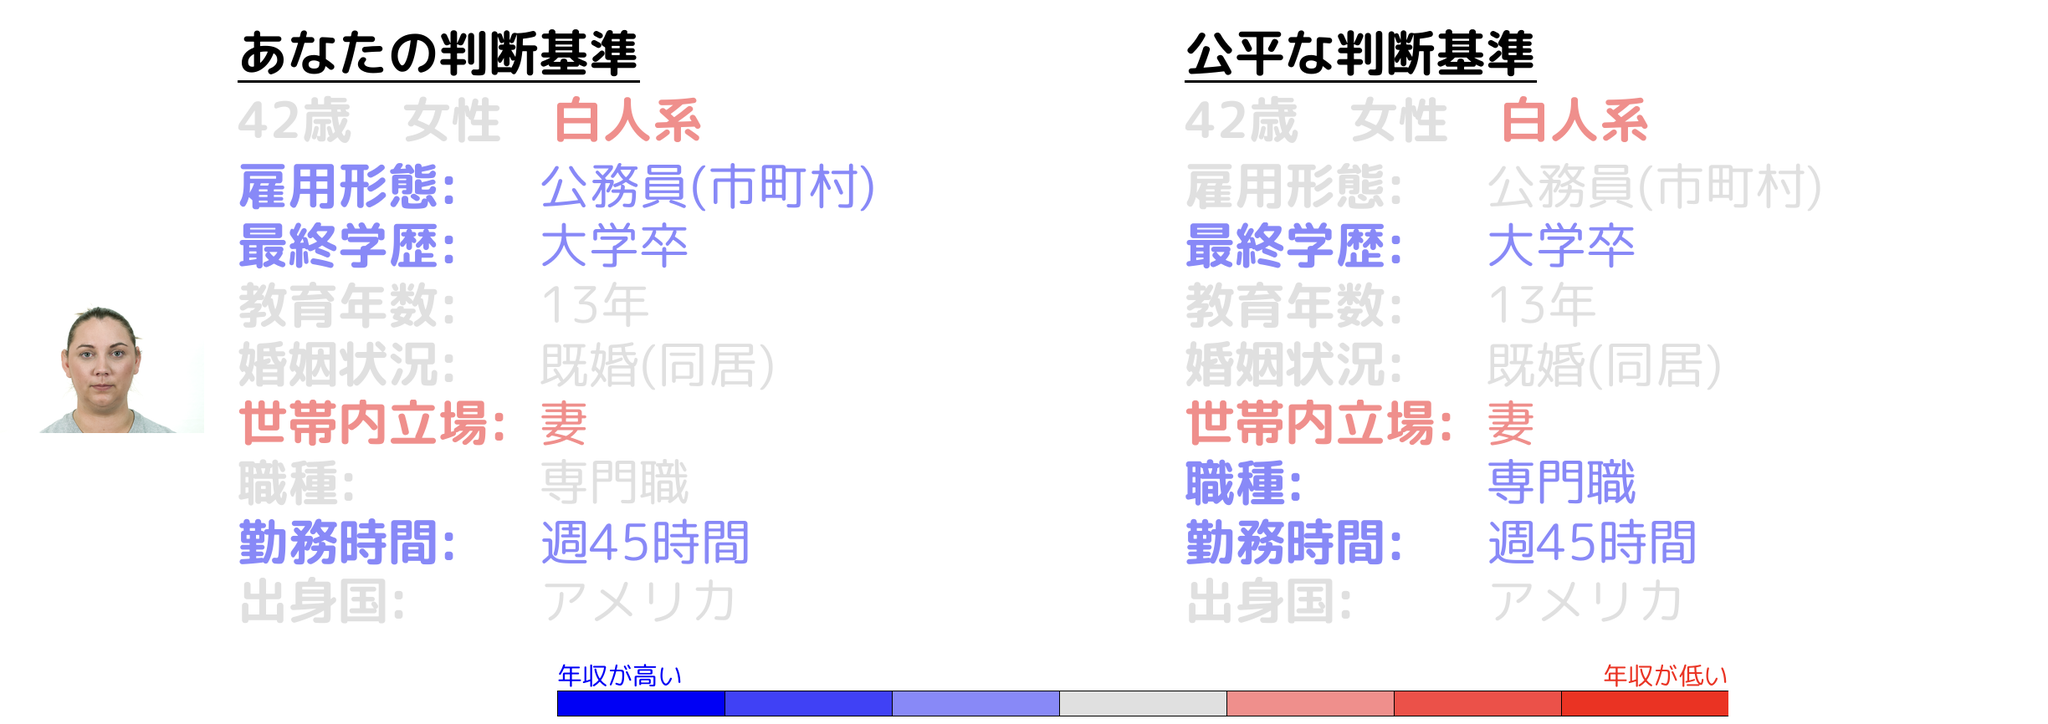 あなたの判断基準
42歳 女性 白人系
雇用形態: 公務員(市町村)
最終学歴: 大学卒
教育年数: 13年
婚姻状況: 既婚(同居)
世帯内立場: 妻
職種: 専門職
勤務時間: 週45時間
出身国: アメリカ
公平な判断基準
42歳 女性 白人系
雇用形態: 公務員(市町村)
最終学歴: 大学卒
教育年数: 13年
婚姻状況: 既婚(同居)
世帯内立場: 妻
職種: 専門職
勤務時間: 週45時間
出身国: アメリカ
年収が高い
年収が低い